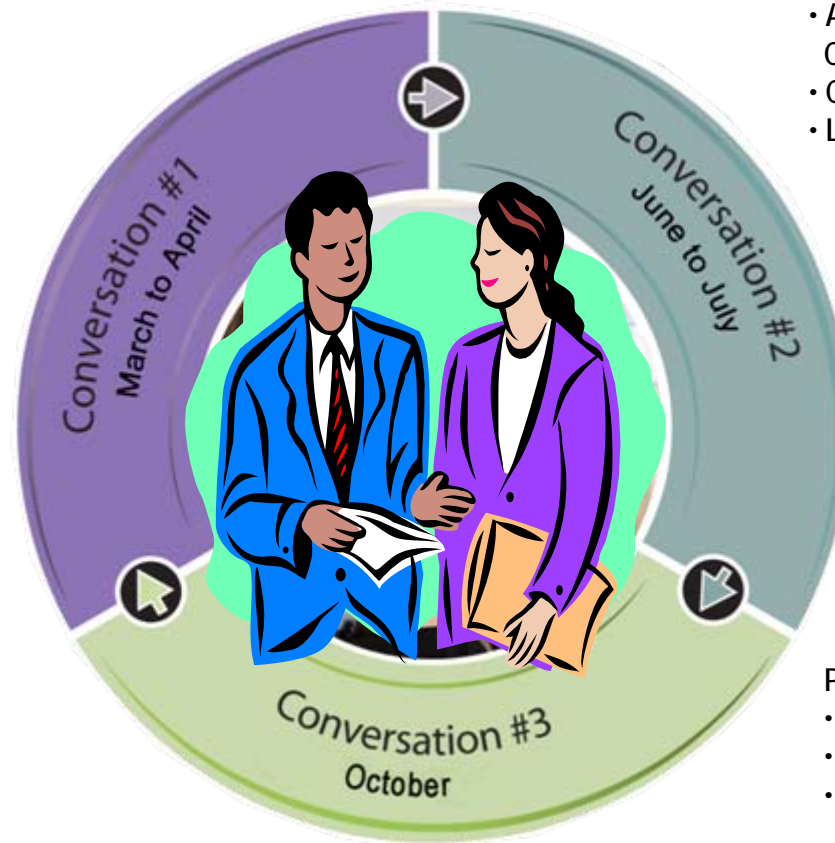 Conversation #1
March to April
Conversation #2
June to July
Conversation #3
October